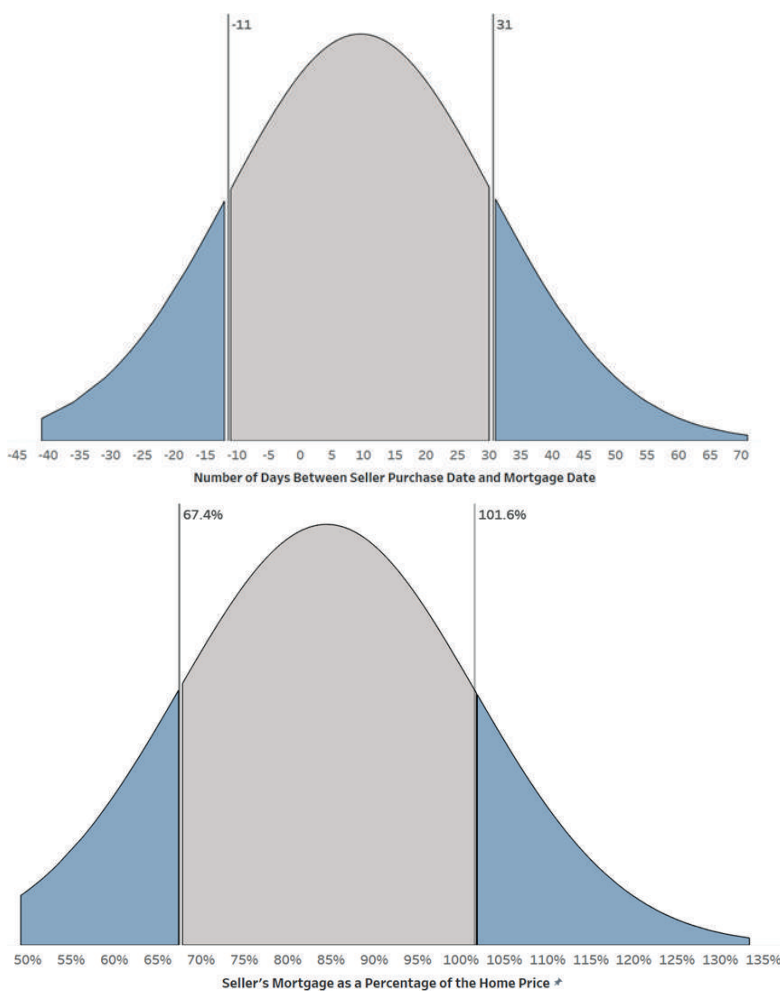 -11 31
-45 -40 -35 -30 -25 -20 -15 -10 -5 0 5 10 15 20 25 30 35 40 45 50 55 60 65 70
Number of Days Between Seller Purchase Date and Mortgage Date
67.4% 101.6%
50% 55% 60% 65% 70% 75% 80% 85% 90% 95% 100% 105% 110% 115% 120% 125% 130% 135%
Seller's Mortgage as a Percentage of the Home Price